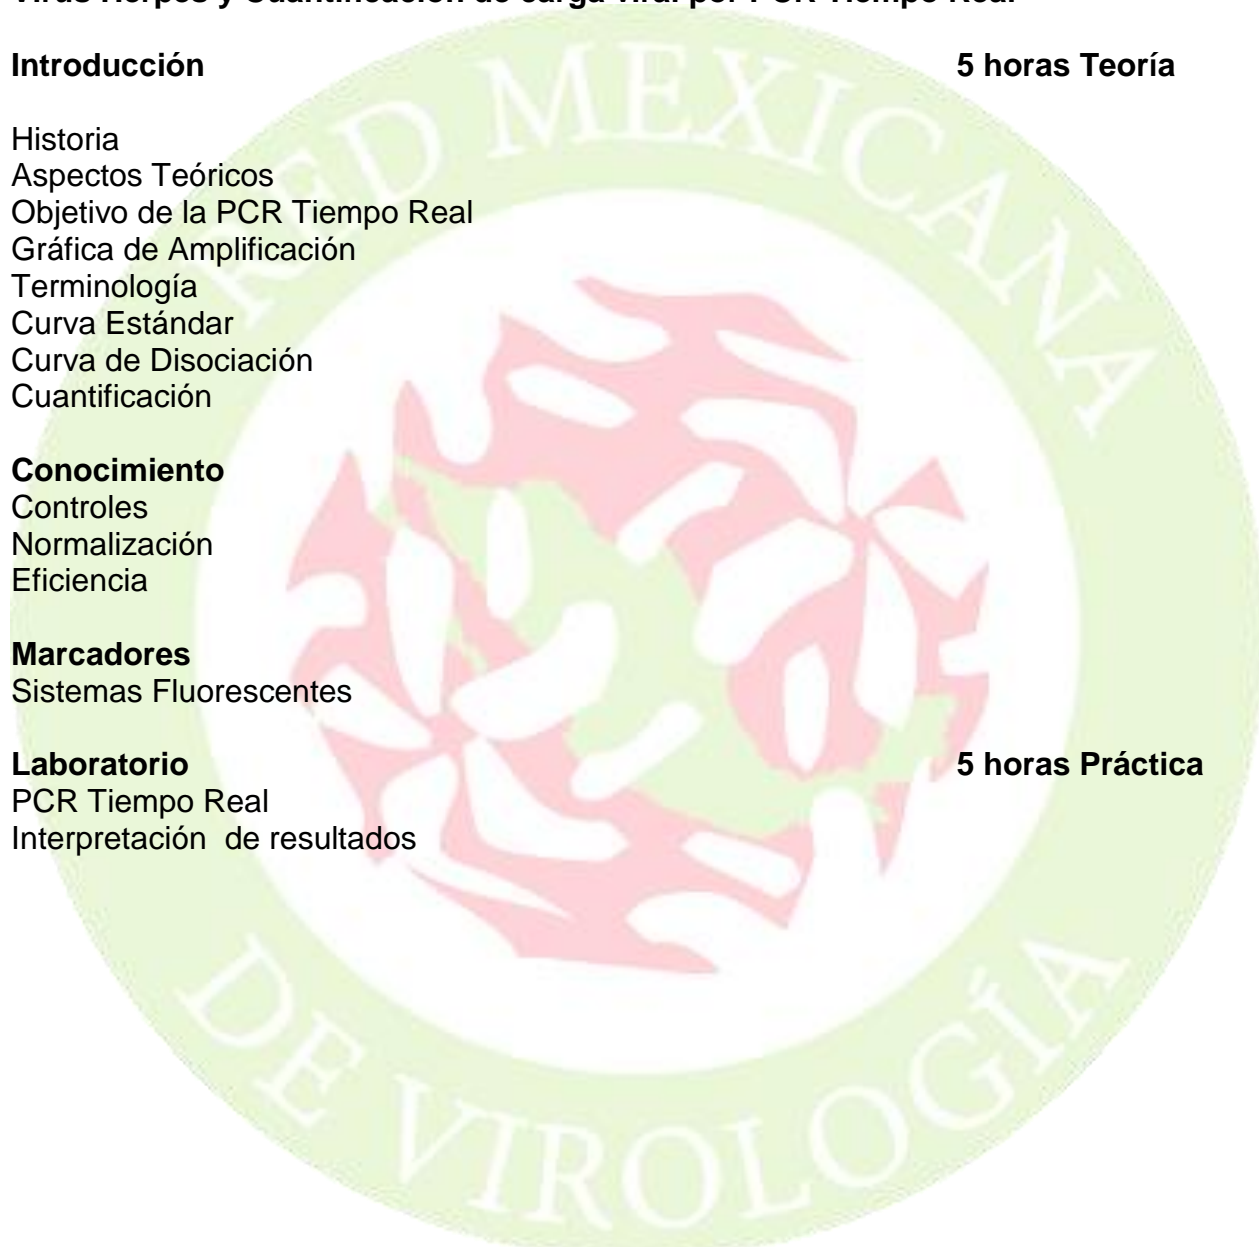 Virus Herpes y Cuantificación de carga viral por PCR Tiempo Real
Introducción 5 horas Teoría
Historia
Aspectos Teóricos
Objetivo de la PCR Tiempo Real
Gráfica de Amplificación
Terminología
Curva Estándar
Curva de Disociación
Cuantificación
Conocimiento
Controles
Normalización
Eficiencia
Marcadores
Sistemas Fluorescentes
Laboratorio 5 horas Práctica
PCR Tiempo Real
Interpretación de resultados
RED MEXICANA
DE VIROLOGÍA